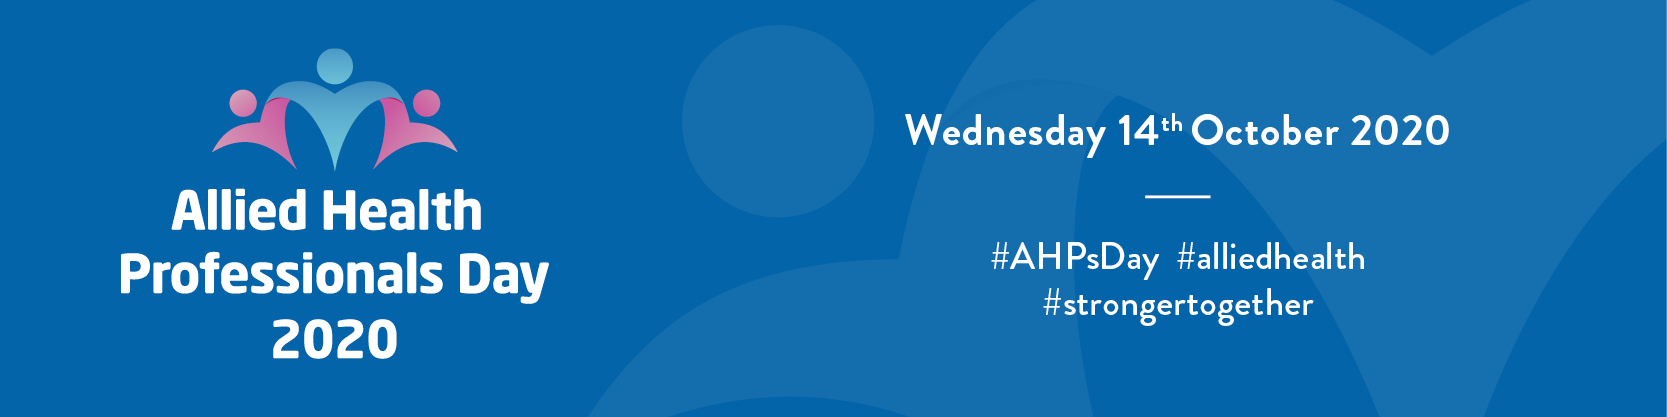 Allied Health
Professionals Day
2020
Wednesday 14th October 2020
#AHPsDay #alliedhealth
#strongertogether